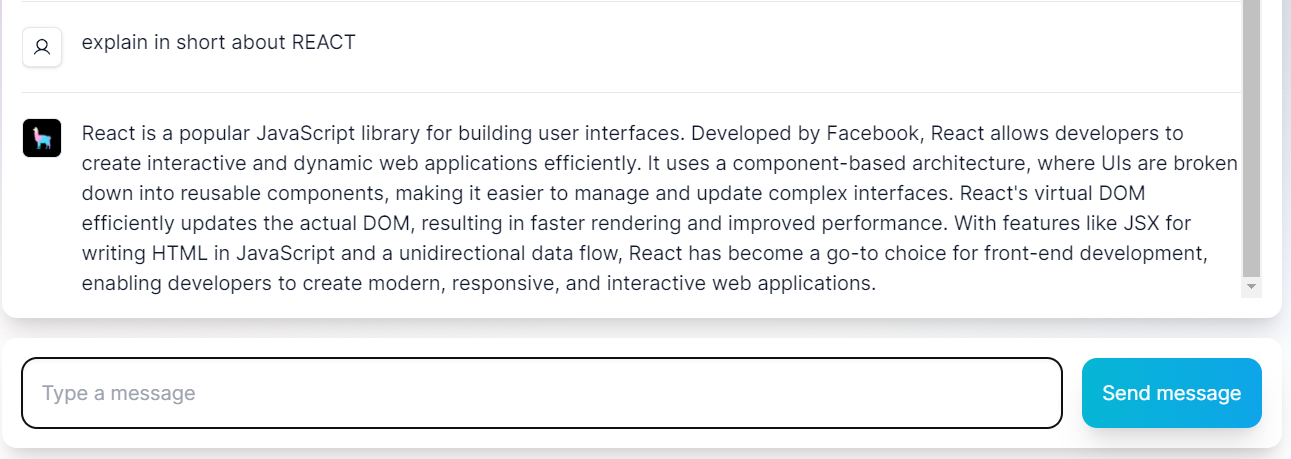 explain in short about REACT
React is a popular JavaScript library for building user interfaces. Developed by Facebook, React allows developers to
create interactive and dynamic web applications efficiently. It uses a component-based architecture, where UIs are broken
down into reusable components, making it easier to manage and update complex interfaces. React's virtual DOM
efficiently updates the actual DOM, resulting in faster rendering and improved performance. With features like JSX for
writing HTML in JavaScript and a unidirectional data flow, React has become a go-to choice for front-end development,
enabling developers to create modern, responsive, and interactive web applications.
Type a message
Send message